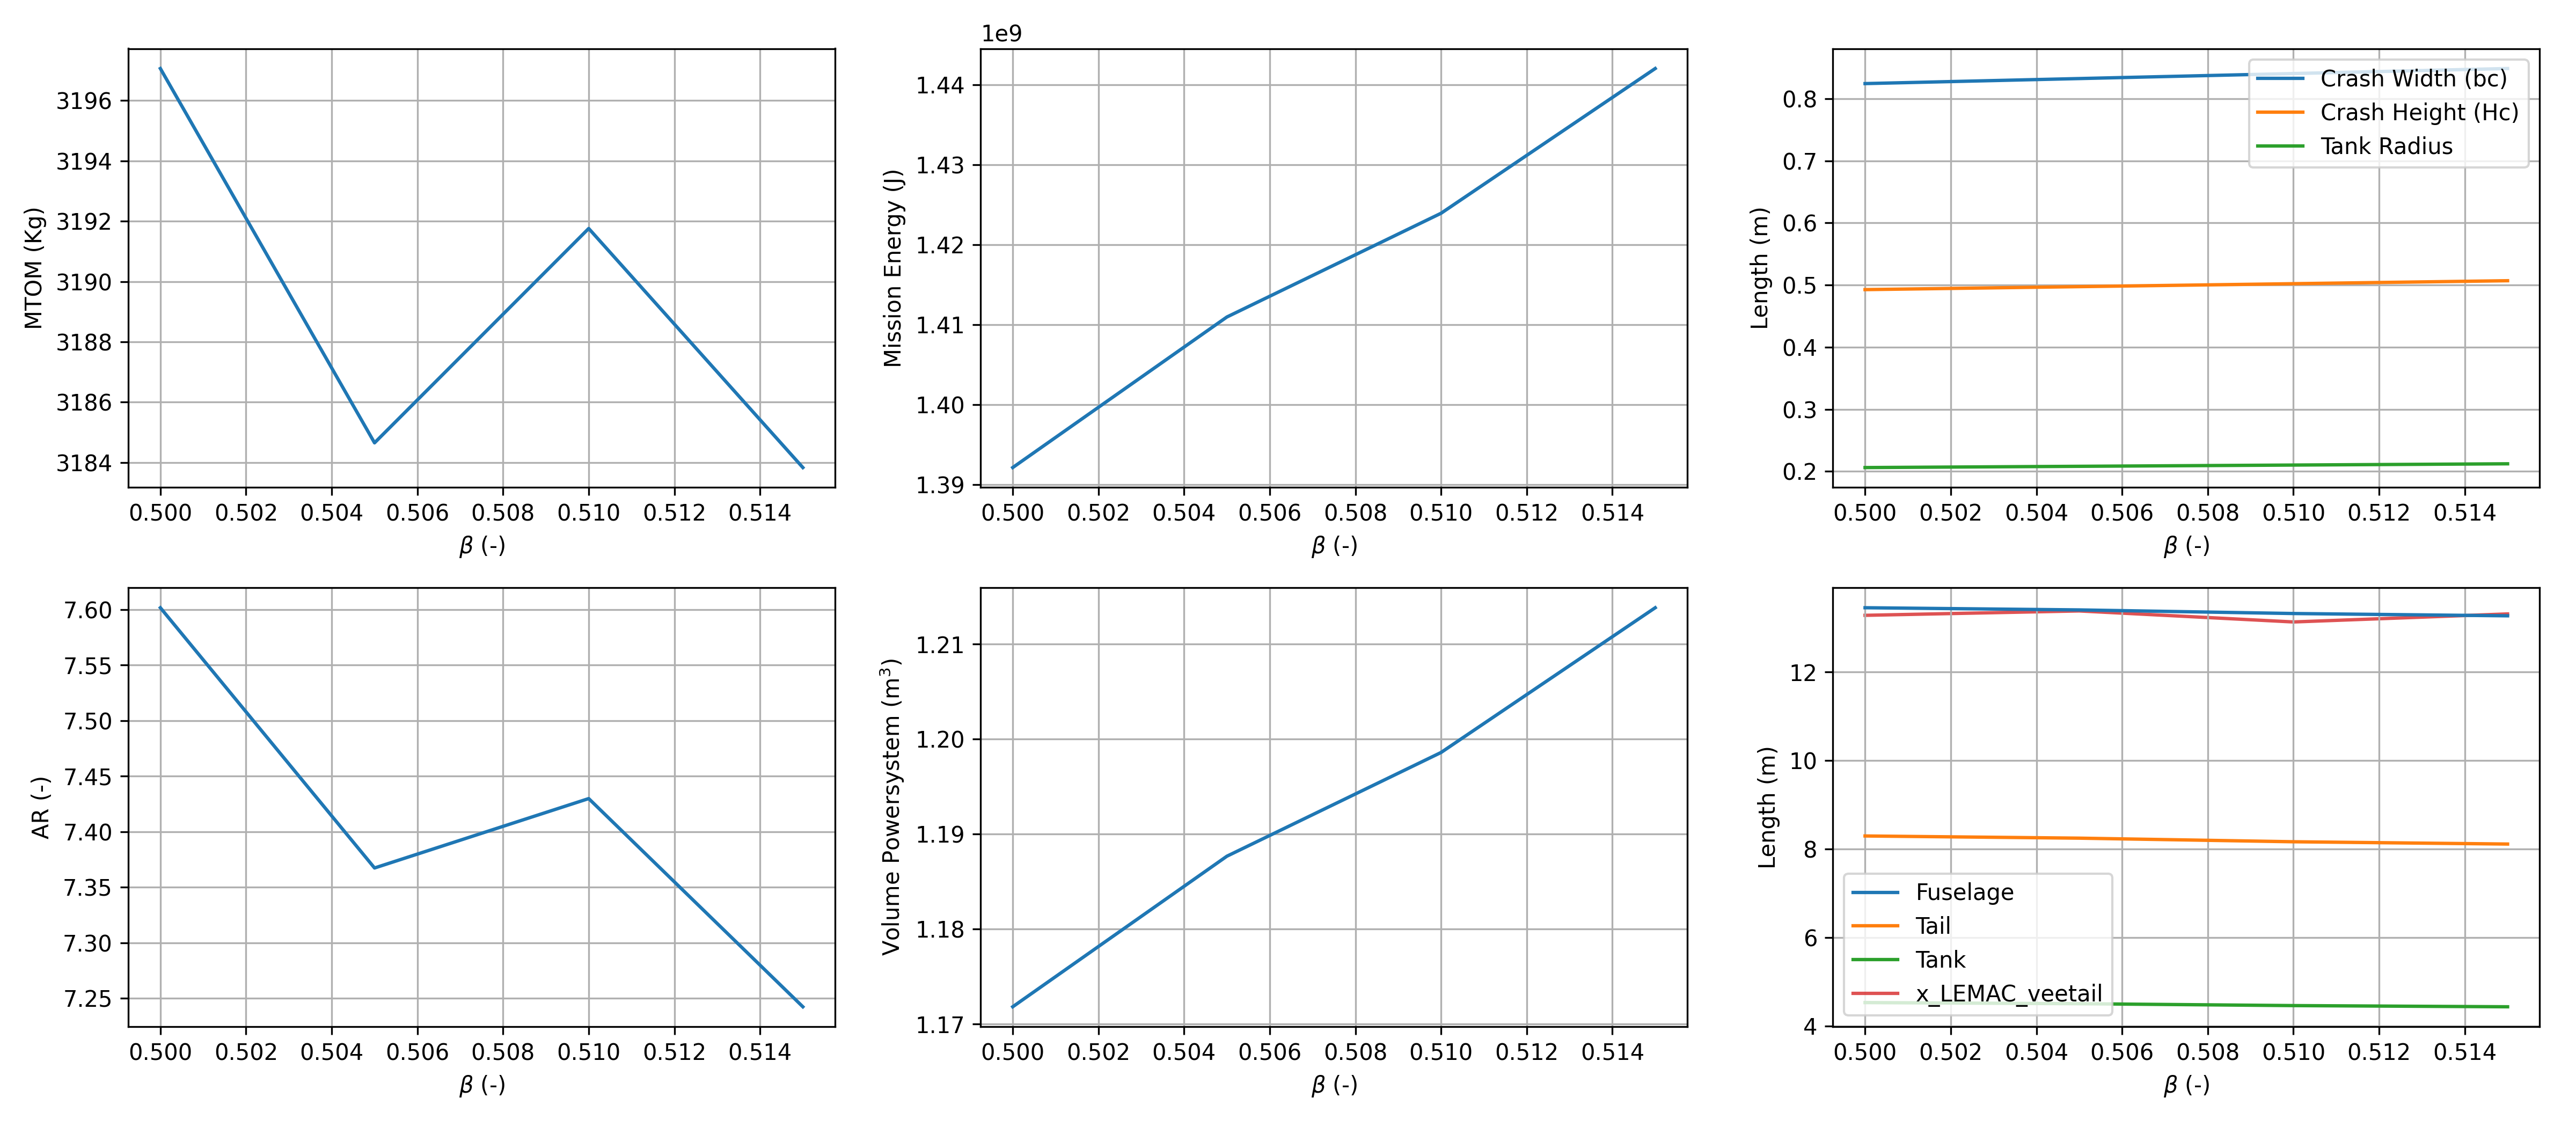 3196
3194
3192
3190
3188
3186
3184
MTOM (Kg)
0.500 0.502 0.504 0.506 0.508 0.510 0.512 0.514
β (-)
1e9
1.44
1.43
1.42
1.41
1.40
1.39
Mission Energy (J)
0.500 0.502 0.504 0.506 0.508 0.510 0.512 0.514
β (-)
0.8
0.7
0.6
0.5
0.4
0.3
0.2
Length (m)
Crash Width (bc)
Crash Height (Hc)
Tank Radius
0.500 0.502 0.504 0.506 0.508 0.510 0.512 0.514
β (-)
7.60
7.55
7.50
7.45
7.40
7.35
7.30
7.25
AR (-)
0.500 0.502 0.504 0.506 0.508 0.510 0.512 0.514
β (-)
1.21
1.20
1.19
1.18
1.17
Volume Powersystem (m³)
0.500 0.502 0.504 0.506 0.508 0.510 0.512 0.514
β (-)
12
10
8
6
4
Length (m)
Fuselage
Tail
Tank
x_LEMAC_veetail
0.500 0.502 0.504 0.506 0.508 0.510 0.512 0.514
β (-)